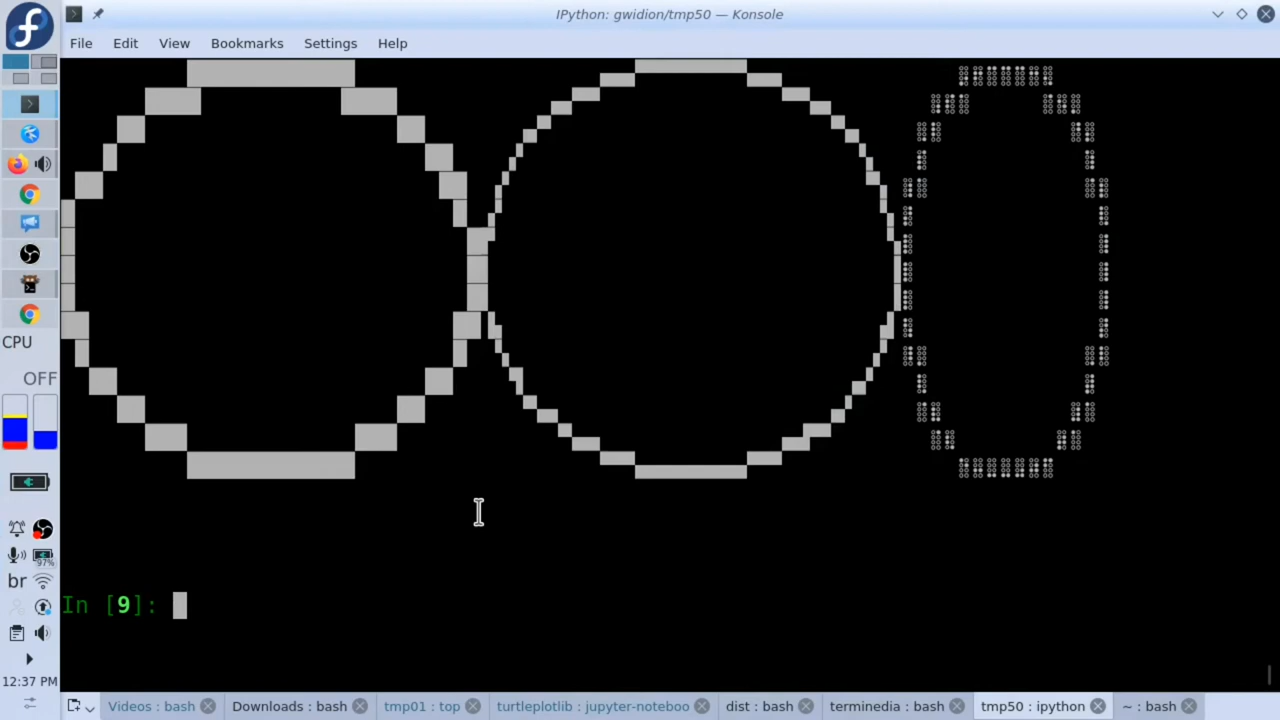 IPython: gwidion/tmp50 — Konsole
File Edit View Bookmarks Settings Help
CPU
OFF
97%
br
12:37 PM
In [9]:
Videos : bash
Downloads : bash
tmp01 : top
turtleplotlib : jupyter-noteboo
dist : bash
terminedia : bash
tmp50 : ipython
~ : bash